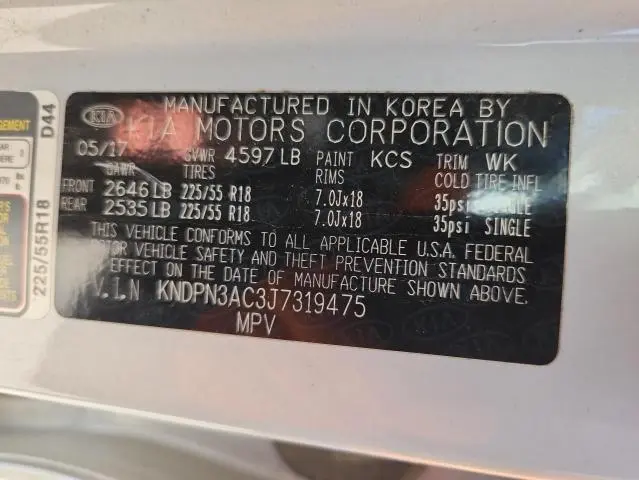 KIA MANUFACTURED IN KOREA BY
KIA MOTORS CORPORATION
05/17 GVWR 4597 LB PAINT KCS TRIM WK
GAWR TIRES RIMS COLD TIRE INFL
FRONT 2646 LB 225/55 R18 7.0Jx18 35psi SINGLE
REAR 2535 LB 225/55 R18 7.0Jx18 35psi SINGLE
THIS VEHICLE CONFORMS TO ALL APPLICABLE U.S.A. FEDERAL
MOTOR VEHICLE SAFETY AND THEFT PREVENTION STANDARDS
EFFECT ON THE DATE OF MANUFACTURE SHOWN ABOVE.
V.I.N KNDPN3AC3J7319475
MPV
D44
225/55R18